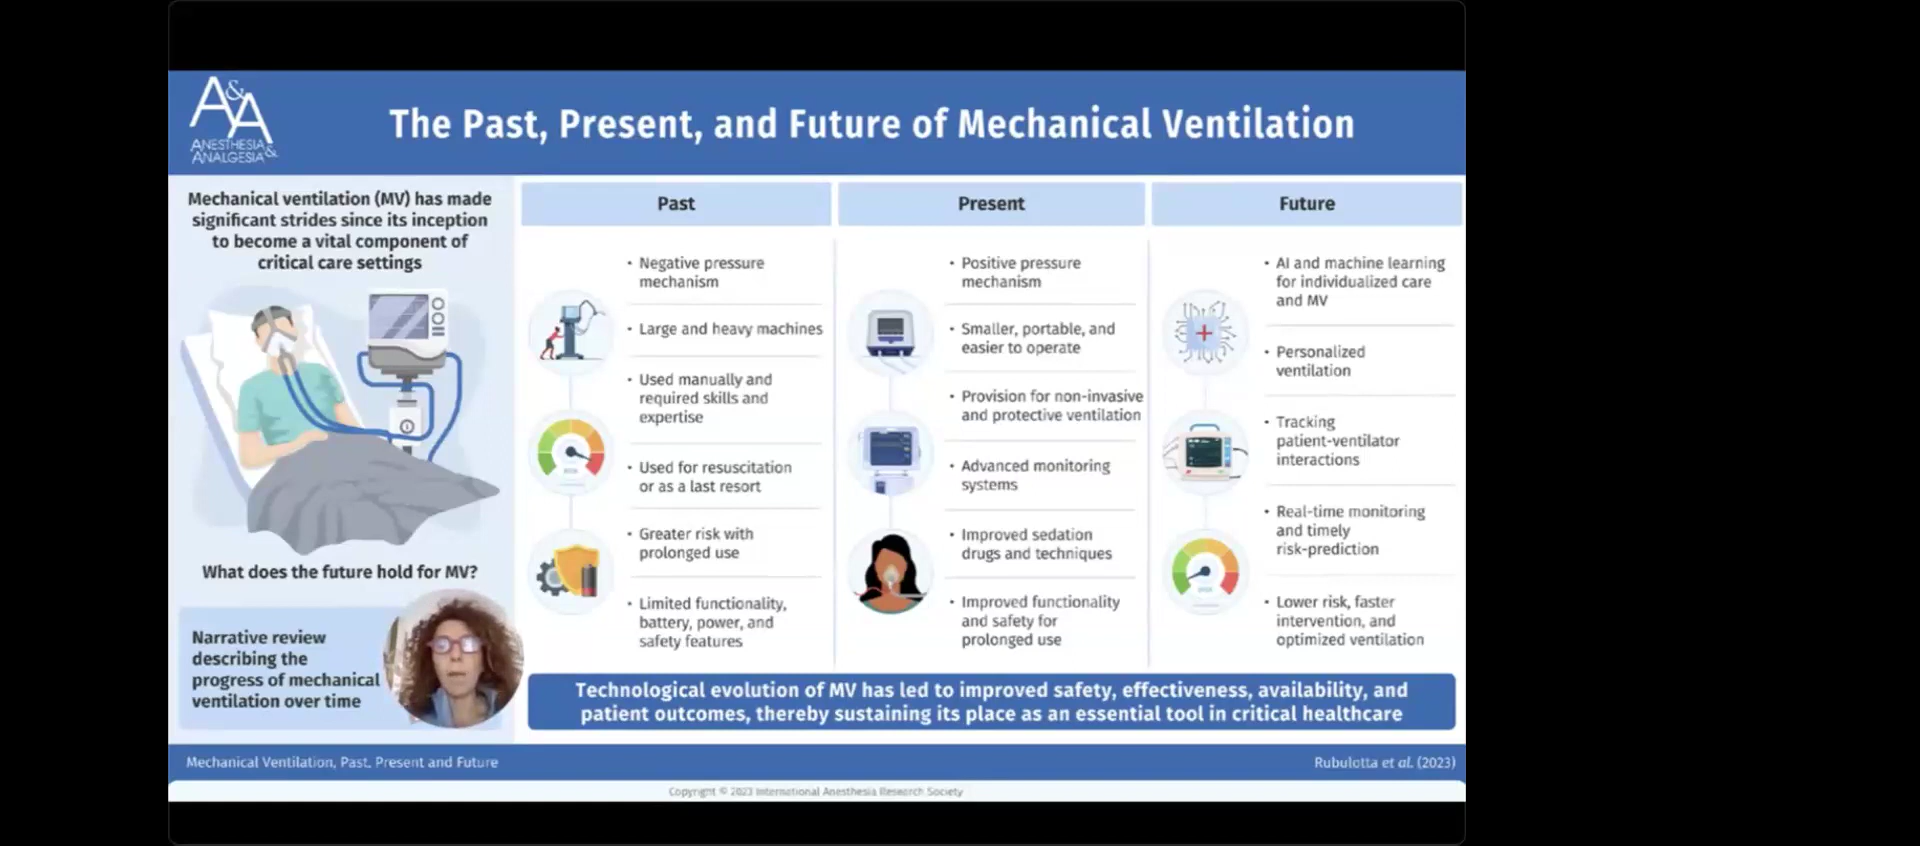 A&A
ANESTHESIA &
ANALGESIA
The Past, Present, and Future of Mechanical Ventilation
Mechanical ventilation (MV) has made
significant strides since its inception
to become a vital component of
critical care settings
What does the future hold for MV?
Narrative review
describing the
progress of mechanical
ventilation over time
Past
• Negative pressure
mechanism
• Large and heavy machines
• Used manually and
required skills and
expertise
• Used for resuscitation
or as a last resort
• Greater risk with
prolonged use
• Limited functionality,
battery, power, and
safety features
Present
• Positive pressure
mechanism
• Smaller, portable, and
easier to operate
• Provision for non-invasive
and protective ventilation
• Advanced monitoring
systems
• Improved sedation
drugs and techniques
• Improved functionality
and safety for
prolonged use
Future
• AI and machine learning
for individualized care
and MV
• Personalized
ventilation
• Tracking
patient-ventilator
interactions
• Real-time monitoring
and timely
risk-prediction
• Lower risk, faster
intervention, and
optimized ventilation
Technological evolution of MV has led to improved safety, effectiveness, availability, and
patient outcomes, thereby sustaining its place as an essential tool in critical healthcare
Mechanical Ventilation, Past, Present and Future
Rubulotta et al. (2023)
Copyright © 2023 International Anesthesia Research Society